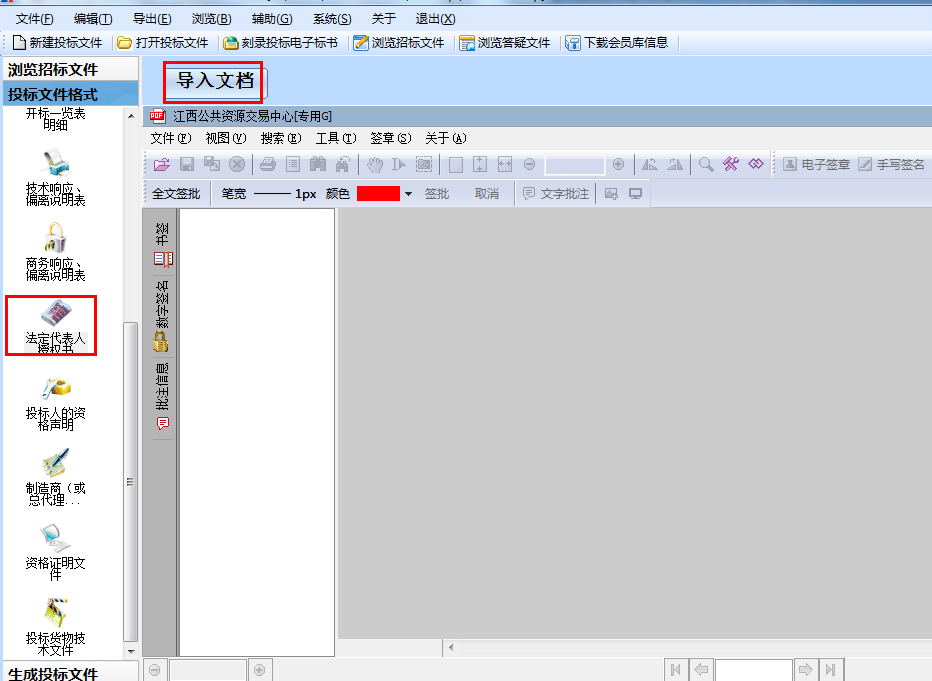 文件(F) 编辑(T) 导出(E) 浏览(B) 辅助(G) 系统(S) 关于 退出(X)
新建投标文件 打开投标文件 刻录投标电子标书 浏览招标文件 浏览答疑文件 下载会员库信息
浏览招标文件
投标文件格式
开标一览表
明细
技术响应、
偏离说明表
商务响应、
偏离说明表
法定代表人
授权书
投标人的资
格声明
制造商（或
总代理...
资格证明文
件
投标货物技
术文件
生成投标文件
导入文档
PDF 江西公共资源交易中心[专用G]
文件(F) 视图(V) 搜索(E) 工具(T) 签章(S) 关于(A)
电子签章 手写签名
全文签批 笔宽 1px 颜色 签批 取消 文字批注
书签
数字签名
批注信息